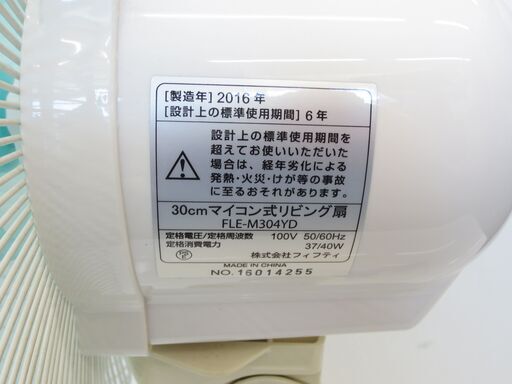 [製造年] 2016 年
[設計上の標準使用期間] 6 年
設計上の標準使用期間を
超えてお使いいただいた
場合は、経年劣化による
発熱・火災・けが等の事故
に至るおそれがあります。
30cmマイコン式リビング扇
FLE-M304YD
定格電圧/定格周波数 100V 50/60Hz
定格消費電力 37/40W
株式会社フィフティ
MADE IN CHINA
NO.16014255